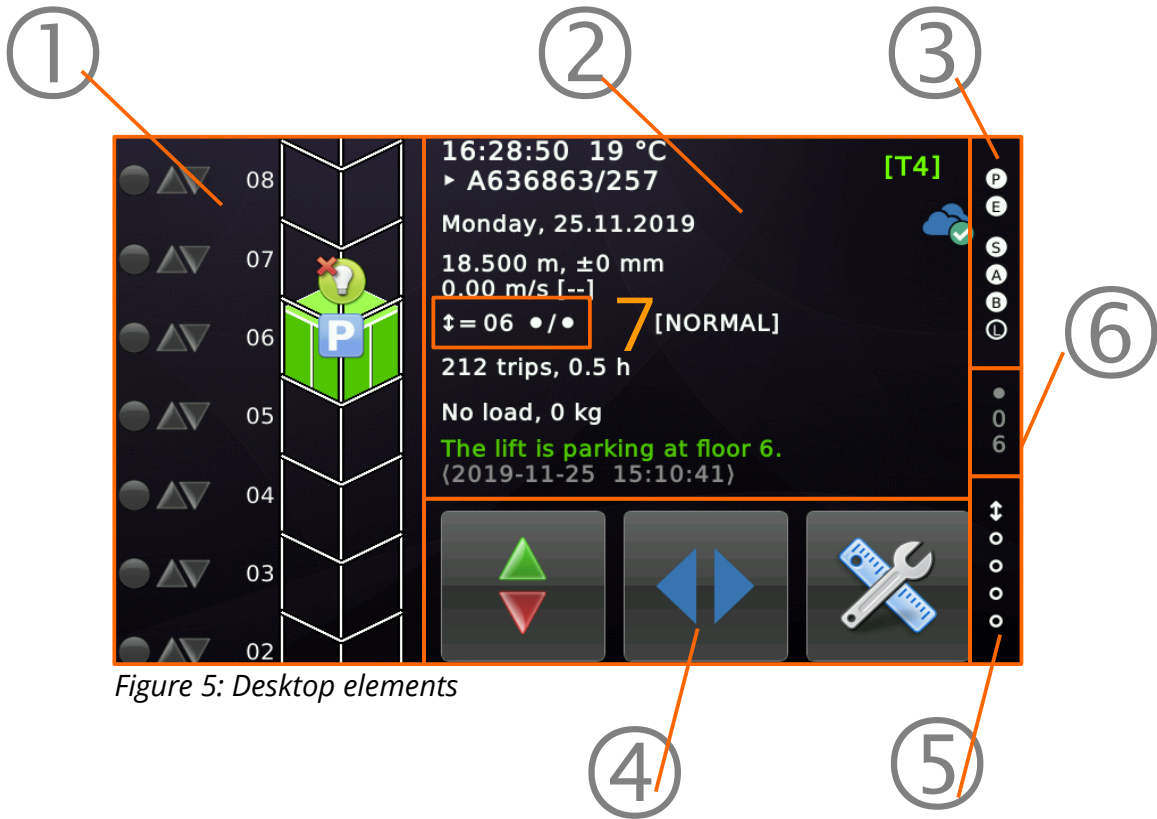 ① ② ③
08
07
06
P
05
04
03
02
16:28:50 19 °C
▸ A636863/257
[T4]
Monday, 25.11.2019
18.500 m, ±0 mm
0.00 m/s [--]
↕= 06 •/• 7 [NORMAL]
212 trips, 0.5 h
No load, 0 kg
The lift is parking at floor 6.
⟨2019-11-25 15:10:41⟩
P
E
S
A
B
L
⑥
0
6
Figure 5: Desktop elements
④ ⑤